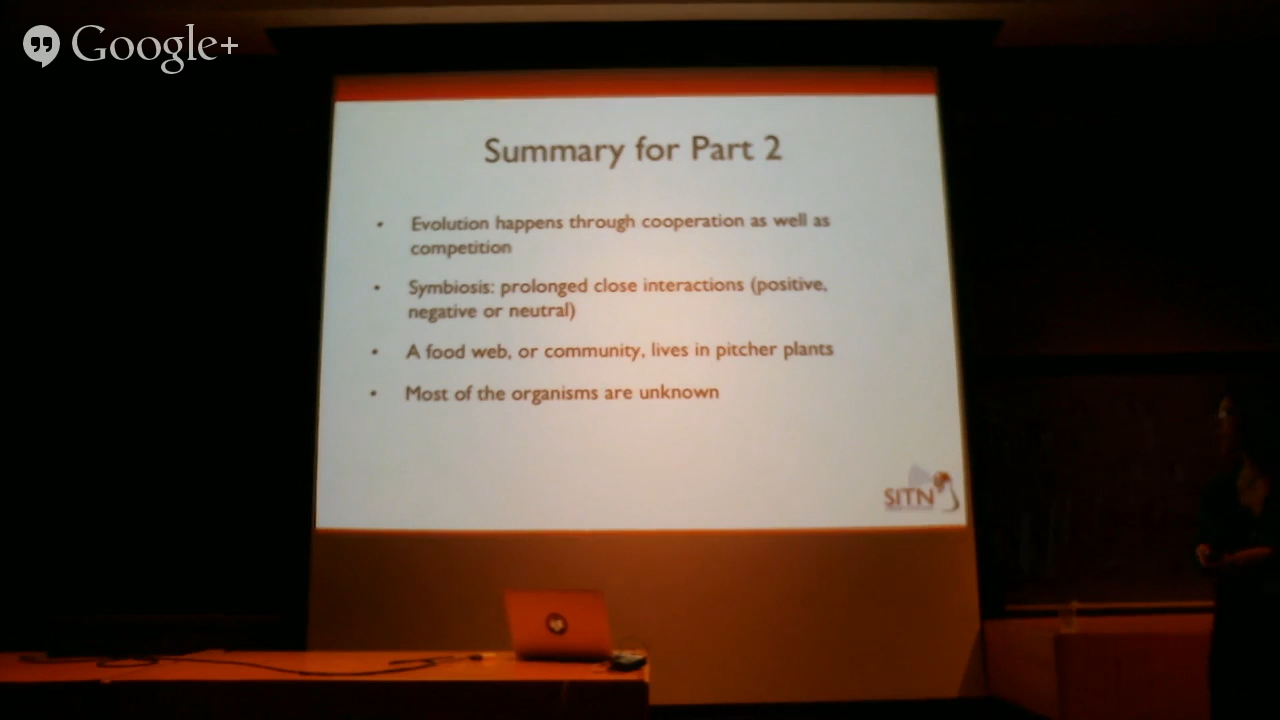 Google+
Summary for Part 2
• Evolution happens through cooperation as well as
competition
• Symbiosis: prolonged close interactions (positive,
negative or neutral)
• A food web, or community, lives in pitcher plants
• Most of the organisms are unknown
SITN